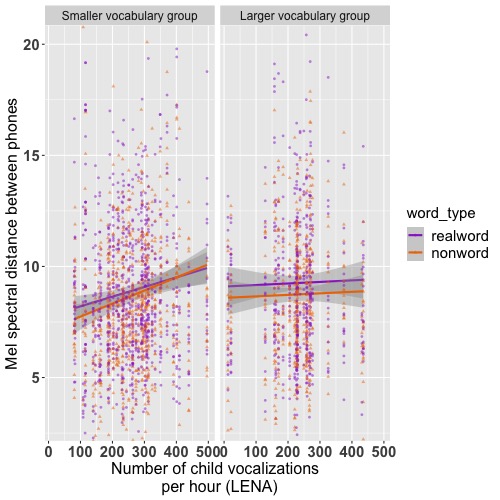 Smaller vocabulary group
Larger vocabulary group
20
15
10
5
Mel spectral distance between phones
0 100 200 300 400 500
0 100 200 300 400 500
Number of child vocalizations
per hour (LENA)
word_type
realword
nonword